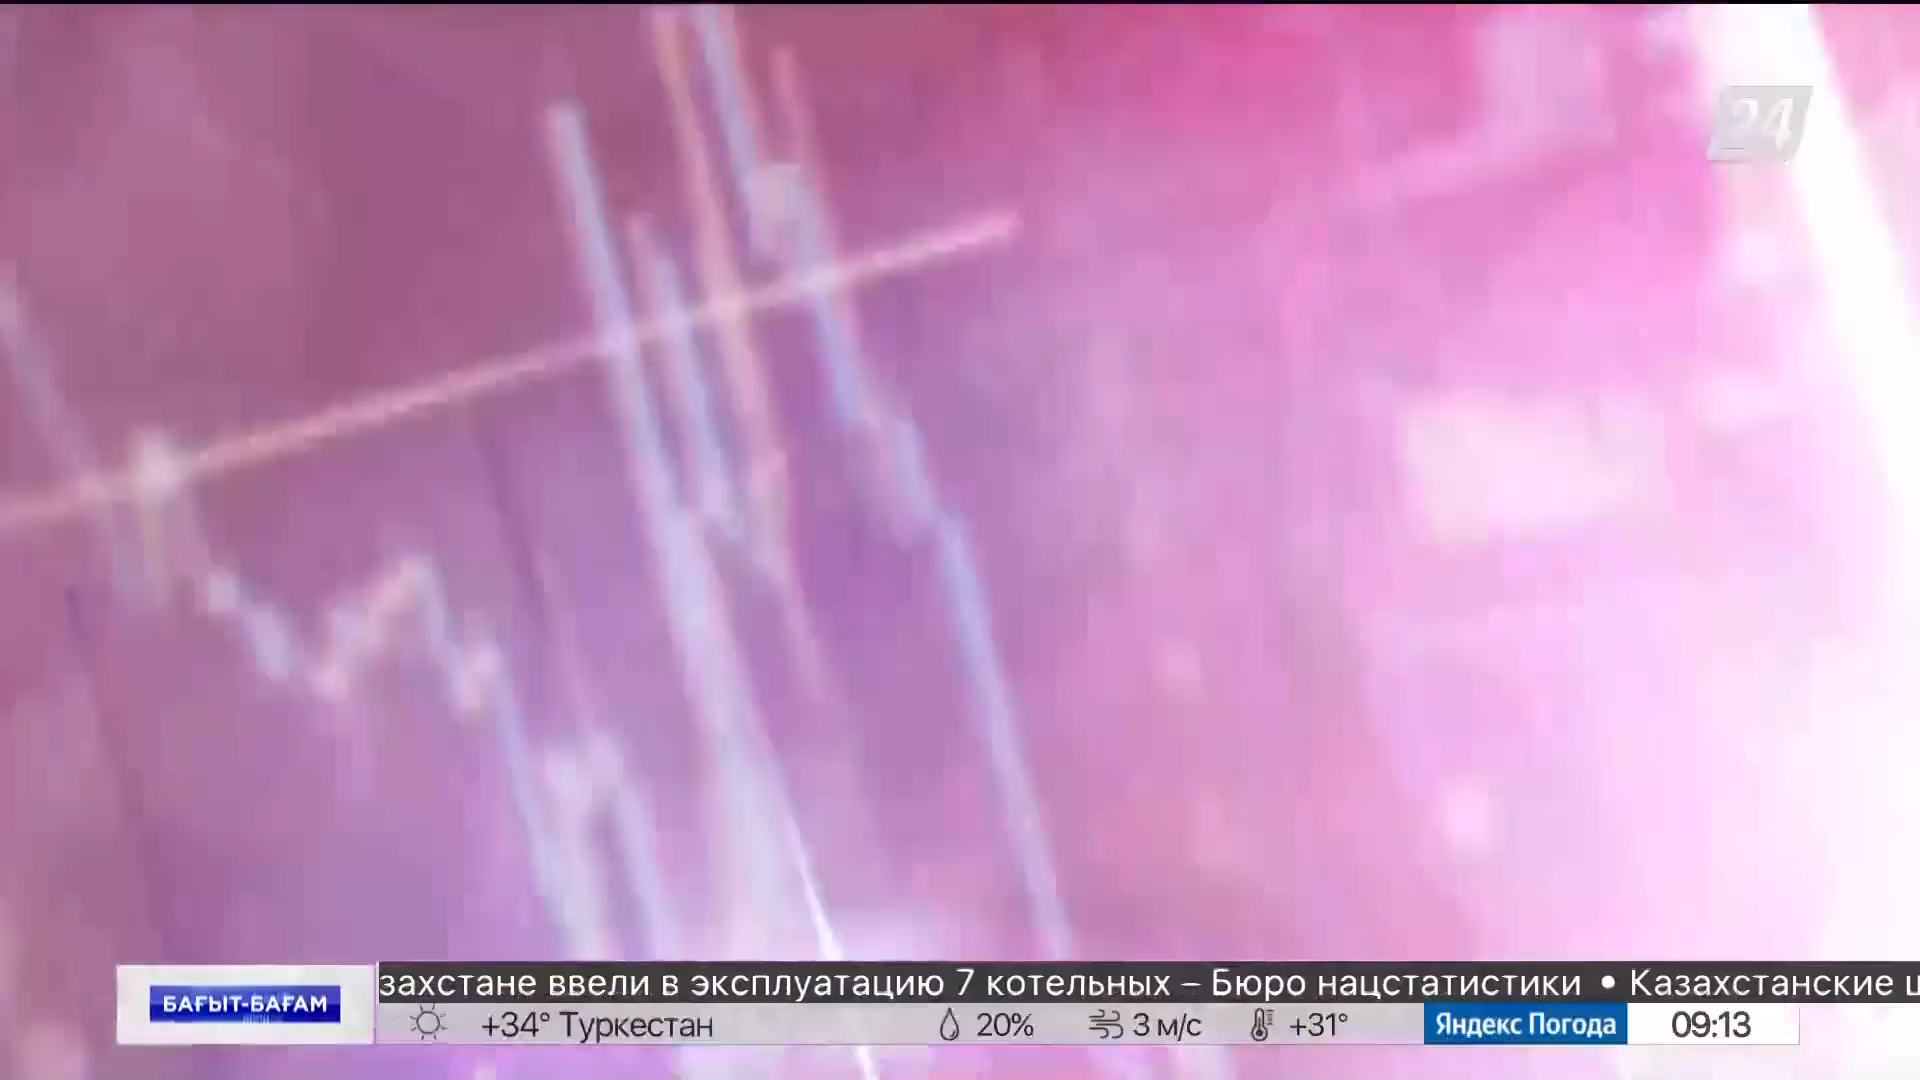 24
захстане ввели в эксплуатацию 7 котельных – Бюро нацстатистики • Казахстанские ш
БАҒЫТ-БАҒАМ
+34° Туркестан 20% 3 м/с +31° Яндекс Погода 09:13